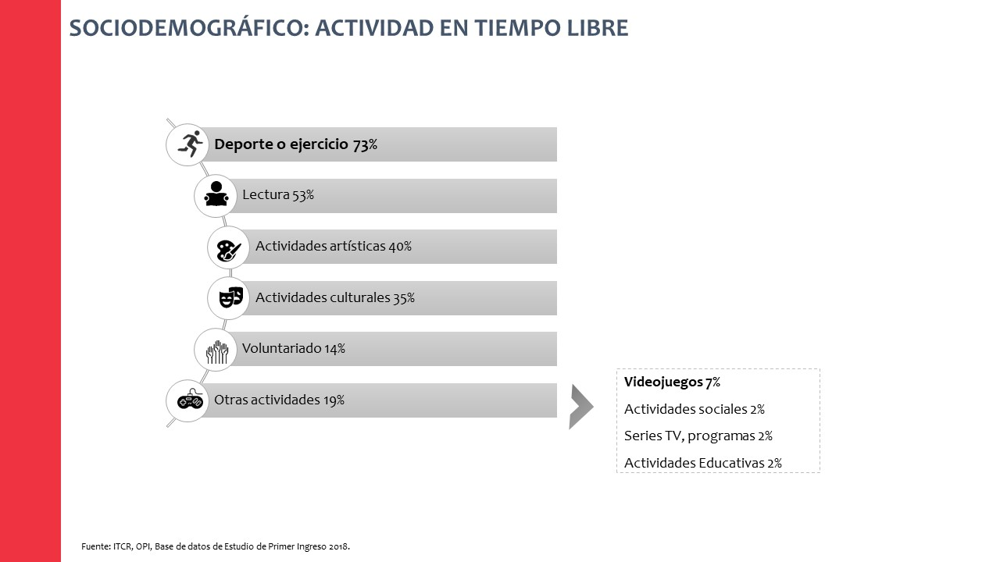 SOCIODEMOGRÁFICO: ACTIVIDAD EN TIEMPO LIBRE
Deporte o ejercicio 73%
Lectura 53%
Actividades artísticas 40%
Actividades culturales 35%
Voluntariado 14%
Otras actividades 19%
Videojuegos 7%
Actividades sociales 2%
Series TV, programas 2%
Actividades Educativas 2%
Fuente: ITCR, OPI, Base de datos de Estudio de Primer Ingreso 2018.